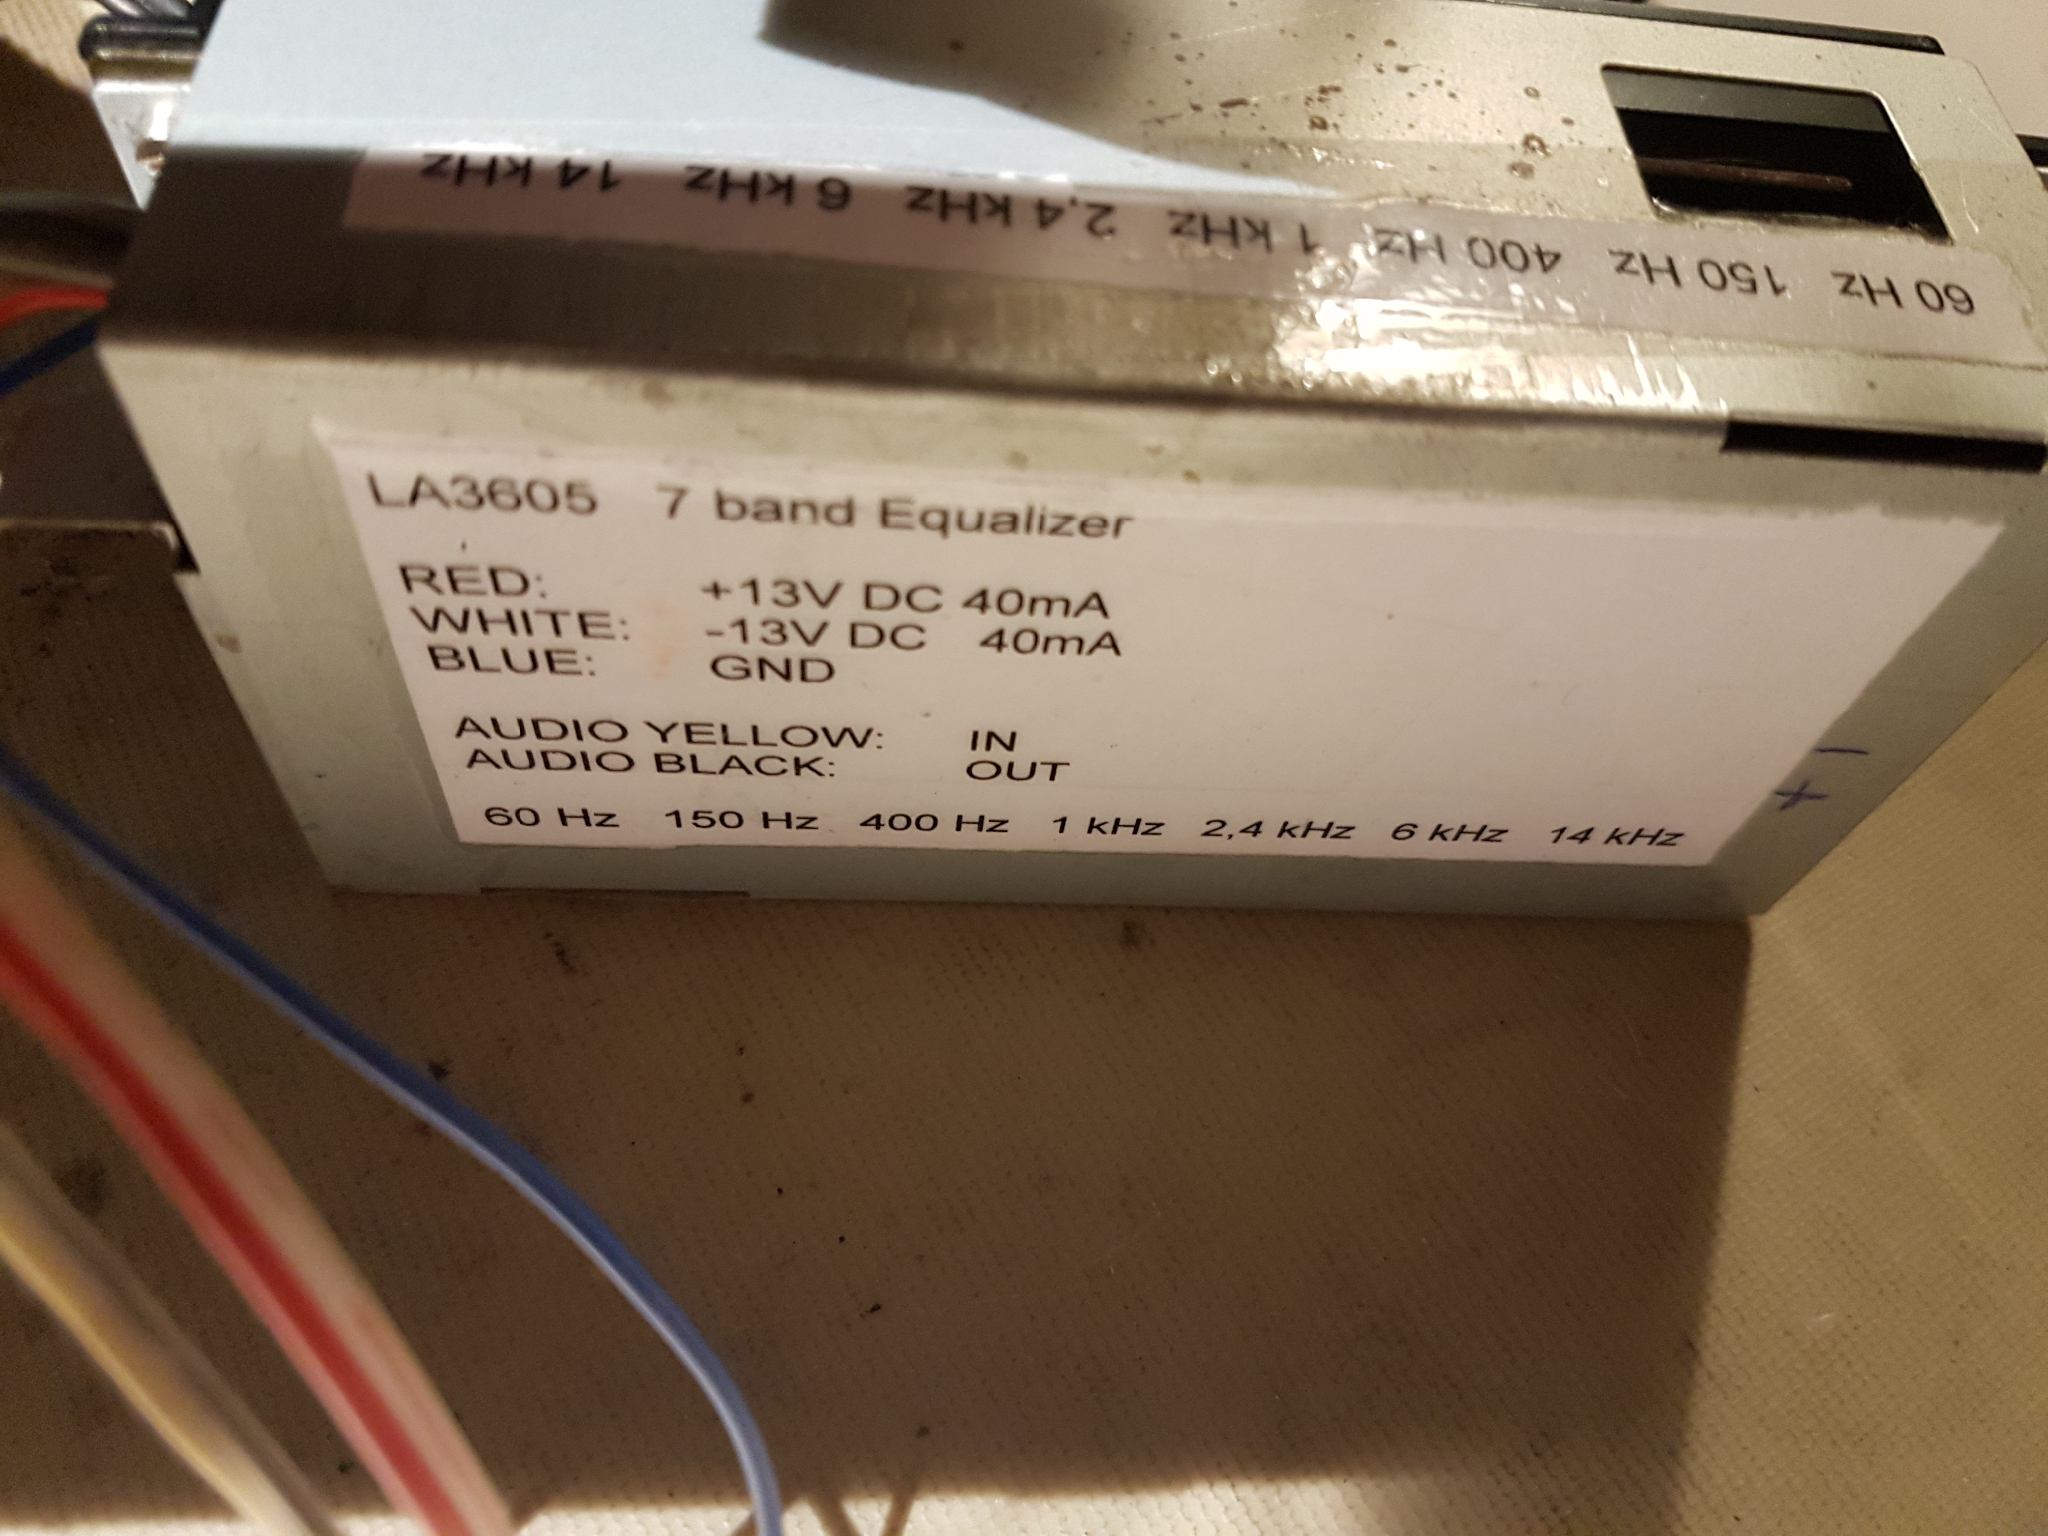 60 Hz 150 Hz 400 Hz 1 kHz 2,4 kHz 6 kHz 14 kHz
LA3605 7 band Equalizer
RED: +13V DC 40mA
WHITE: -13V DC 40mA
BLUE: GND
AUDIO YELLOW: IN
AUDIO BLACK: OUT
60 Hz 150 Hz 400 Hz 1 kHz 2,4 kHz 6 kHz 14 kHz
−
+